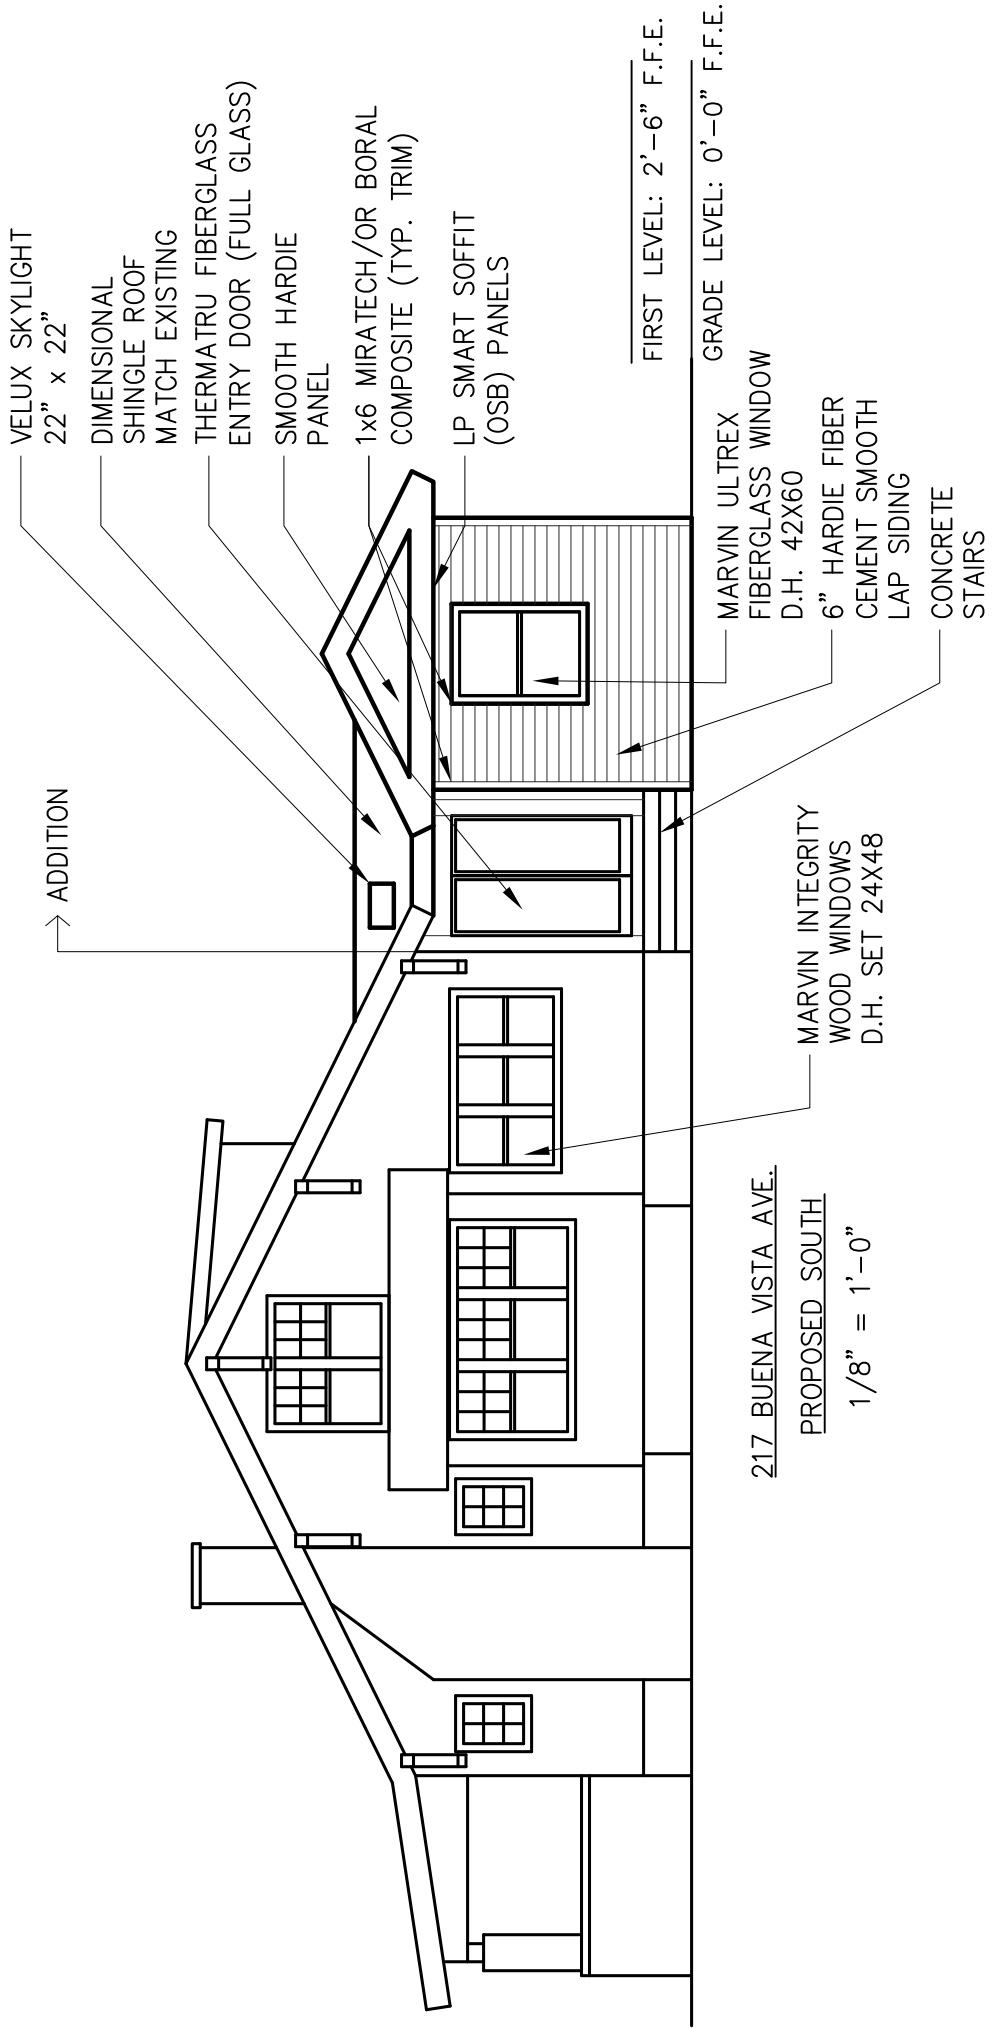 ADDITION
VELUX SKYLIGHT
22” x 22”
DIMENSIONAL
SHINGLE ROOF
MATCH EXISTING
THERMATRU FIBERGLASS
ENTRY DOOR (FULL GLASS)
SMOOTH HARDIE
PANEL
1x6 MIRATECH/OR BORAL
COMPOSITE (TYP. TRIM)
LP SMART SOFFIT
(OSB) PANELS
FIRST LEVEL: 2’–6” F.F.E.
GRADE LEVEL: 0’–0” F.F.E.
MARVIN ULTREX
FIBERGLASS WINDOW
D.H. 42X60
6” HARDIE FIBER
CEMENT SMOOTH
LAP SIDING
CONCRETE
STAIRS
MARVIN INTEGRITY
WOOD WINDOWS
D.H. SET 24X48
217 BUENA VISTA AVE.
PROPOSED SOUTH
1/8” = 1’–0”